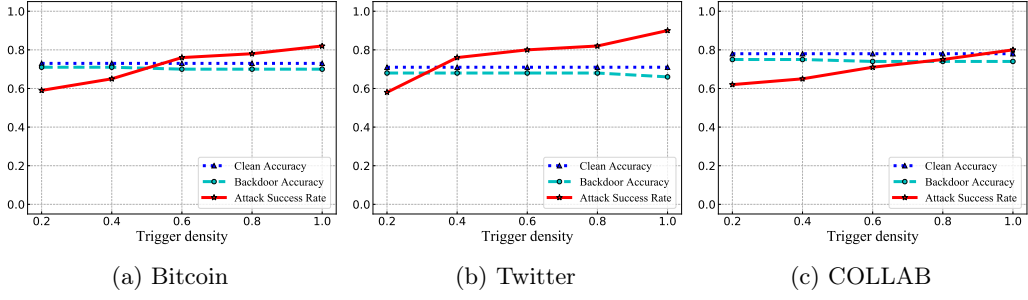 1.0
0.8
0.6
0.4
0.2
0.0
Clean Accuracy
Backdoor Accuracy
Attack Success Rate
0.2 0.4 0.6 0.8 1.0
Trigger density
(a) Bitcoin
1.0
0.8
0.6
0.4
0.2
0.0
Clean Accuracy
Backdoor Accuracy
Attack Success Rate
0.2 0.4 0.6 0.8 1.0
Trigger density
(b) Twitter
1.0
0.8
0.6
0.4
0.2
0.0
Clean Accuracy
Backdoor Accuracy
Attack Success Rate
0.2 0.4 0.6 0.8 1.0
Trigger density
(c) COLLAB